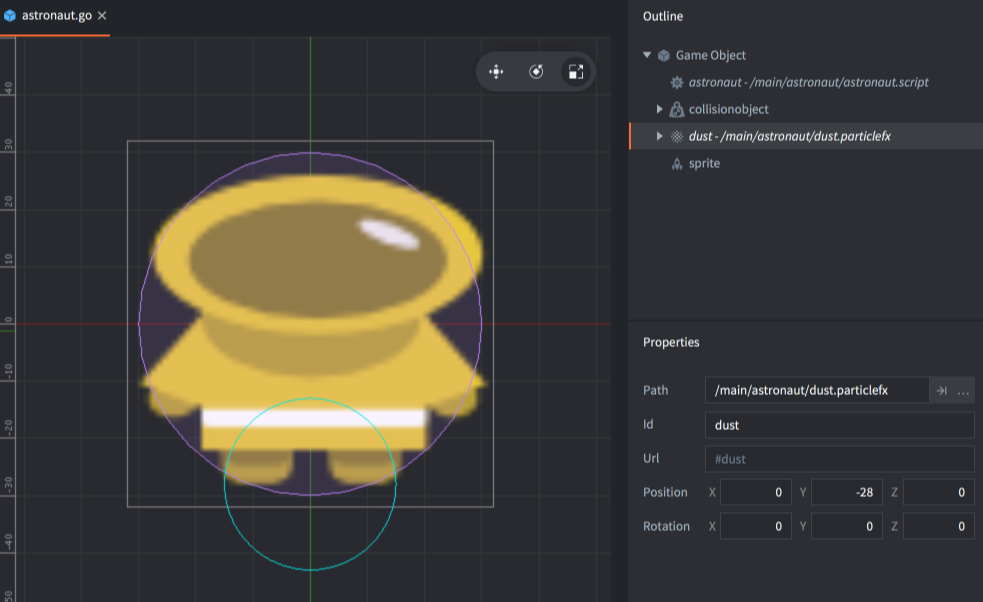 astronaut.go
40
30
20
10
0
-10
-20
-30
-40
50
Outline
Game Object
astronaut - /main/astronaut/astronaut.script
collisionobject
dust - /main/astronaut/dust.particlefx
sprite
Properties
Path /main/astronaut/dust.particlefx ...
Id dust
Url #dust
Position X 0 Y -28 Z 0
Rotation X 0 Y 0 Z 0